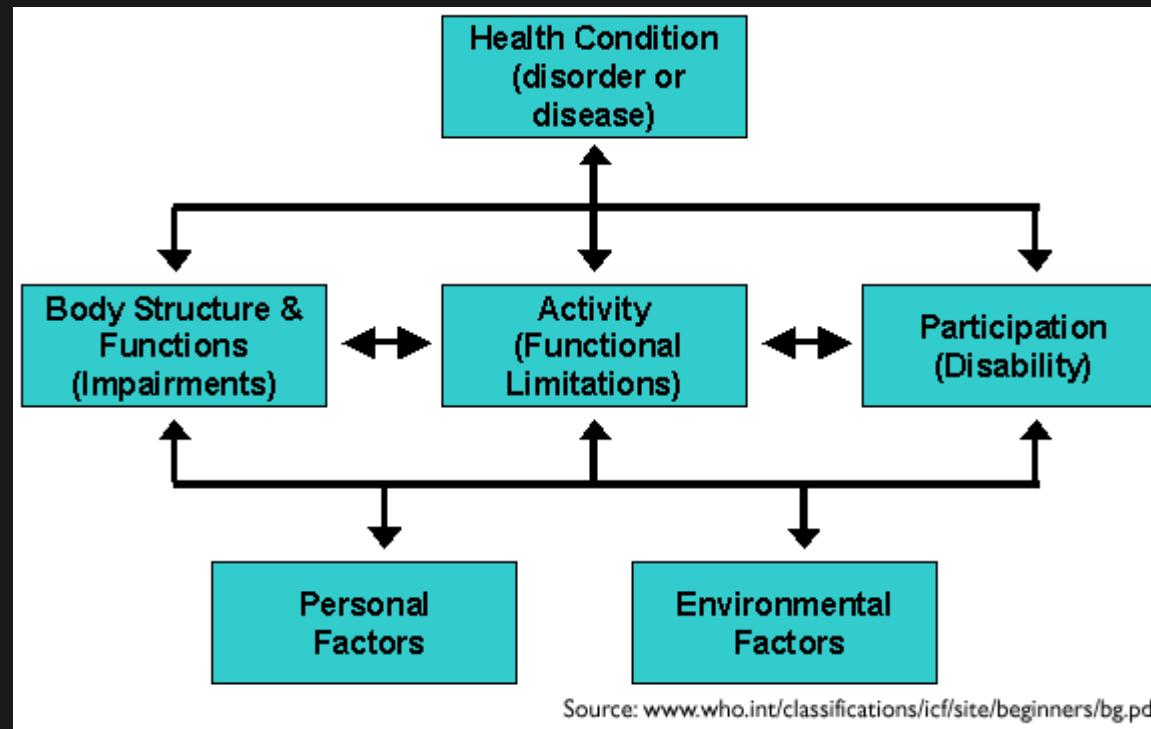 Health Condition
(disorder or
disease)
Body Structure &
Functions
(Impairments)
Activity
(Functional
Limitations)
Participation
(Disability)
Personal
Factors
Environmental
Factors
Source: www.who.int/classifications/icf/site/beginners/bg.pd